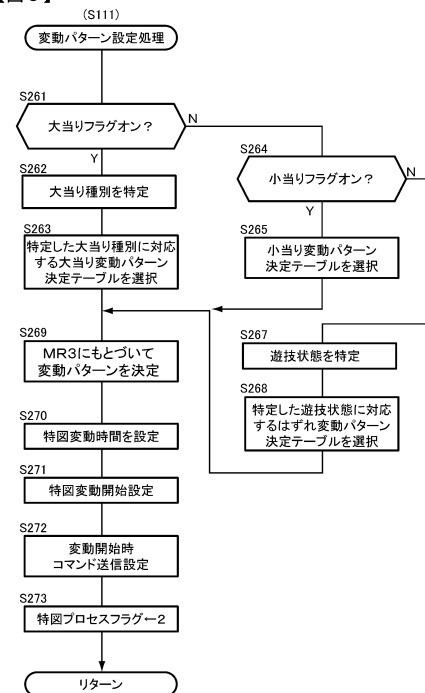 (S111)
変動パターン設定処理
S261
大当りフラグオン？
N
Y
S262
大当り種別を特定
S263
特定した大当り種別に対応
する大当り変動パターン
決定テーブルを選択
S264
小当りフラグオン？
N
Y
S265
小当り変動パターン
決定テーブルを選択
S267
遊技状態を特定
S268
特定した遊技状態に対応
するはずれ変動パターン
決定テーブルを選択
S269
MR3にもとづいて
変動パターンを決定
S270
特図変動時間を設定
S271
特図変動開始設定
S272
変動開始時
コマンド送信設定
S273
特図プロセスフラグ←2
リターン